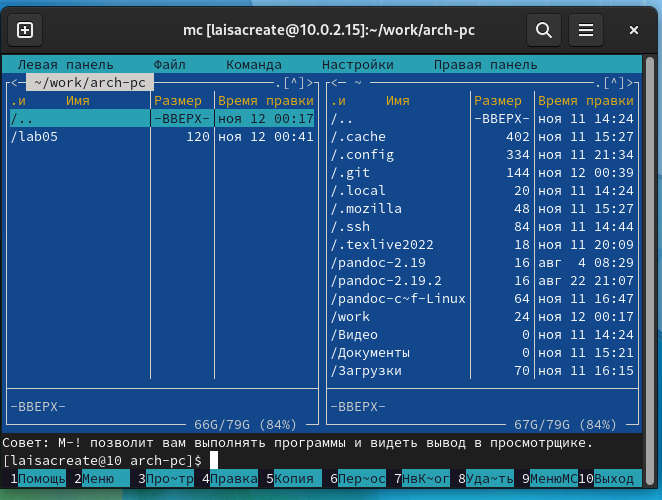 mc [laisacreate@10.0.2.15]:~/work/arch-pc
Левая панель Файл Команда Настройки Правая панель
<─ ~/work/arch-pc .[^]> <─ ~ .[^]>
.и Имя Размер Время правки .и Имя Размер Время правки
/.. -ВВЕРХ- ноя 12 00:17 /.. -ВВЕРХ- ноя 11 14:24
/lab05 120 ноя 12 00:41 /.cache 402 ноя 11 15:27
/.config 334 ноя 11 21:34
/.git 144 ноя 12 00:39
/.local 20 ноя 11 14:24
/.mozilla 48 ноя 11 15:27
/.ssh 84 ноя 11 14:44
/.texlive2022 18 ноя 11 20:09
/pandoc-2.19 16 авг 4 08:29
/pandoc-2.19.2 16 авг 22 21:07
/pandoc-c~f-Linux 64 ноя 11 16:47
/work 24 ноя 12 00:17
/Видео 0 ноя 11 14:24
/Документы 0 ноя 11 15:21
/Загрузки 70 ноя 11 16:15
-ВВЕРХ- -ВВЕРХ-
66G/79G (84%) 67G/79G (84%)
Совет: M-! позволит вам выполнять программы и видеть вывод в просмотрщике.
[laisacreate@10 arch-pc]$
1Помощь 2Меню 3Про~тр 4Правка 5Копия 6Пер~ос 7НвК~ог 8Уда~ть 9МенюМС 10Выход